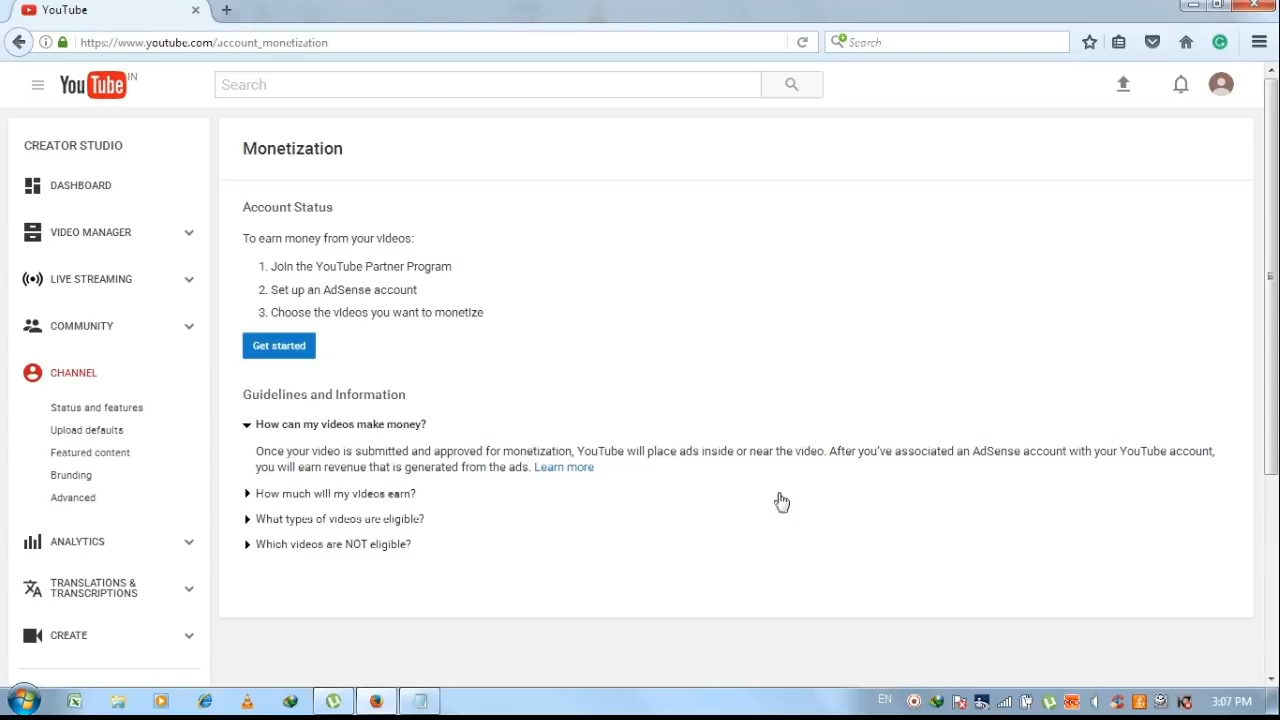 YouTube
https://www.youtube.com/account_monetization
Search
YouTube IN
Search
CREATOR STUDIO
DASHBOARD
VIDEO MANAGER
LIVE STREAMING
COMMUNITY
CHANNEL
Status and features
Upload defaults
Featured content
Branding
Advanced
ANALYTICS
TRANSLATIONS &
TRANSCRIPTIONS
CREATE
Monetization
Account Status
To earn money from your videos:
1. Join the YouTube Partner Program
2. Set up an AdSense account
3. Choose the videos you want to monetize
Get started
Guidelines and Information
How can my videos make money?
Once your video is submitted and approved for monetization, YouTube will place ads inside or near the video. After you've associated an AdSense account with your YouTube account,
you will earn revenue that is generated from the ads. Learn more
How much will my videos earn?
What types of videos are eligible?
Which videos are NOT eligible?
EN
3:07 PM